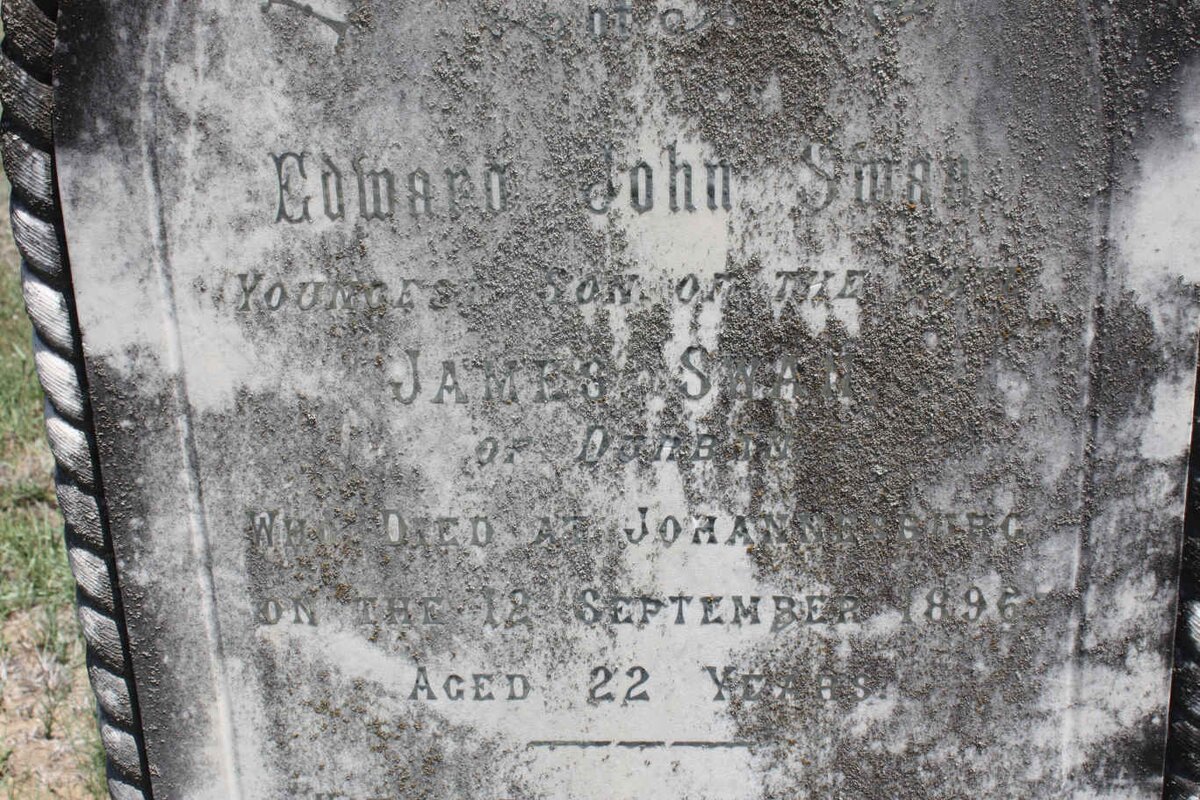 Edward John Swan
Youngest Son of the late
James Swan
of Durban
Who Died at Johannesburg
on the 12 September 1896
Aged 22 Years